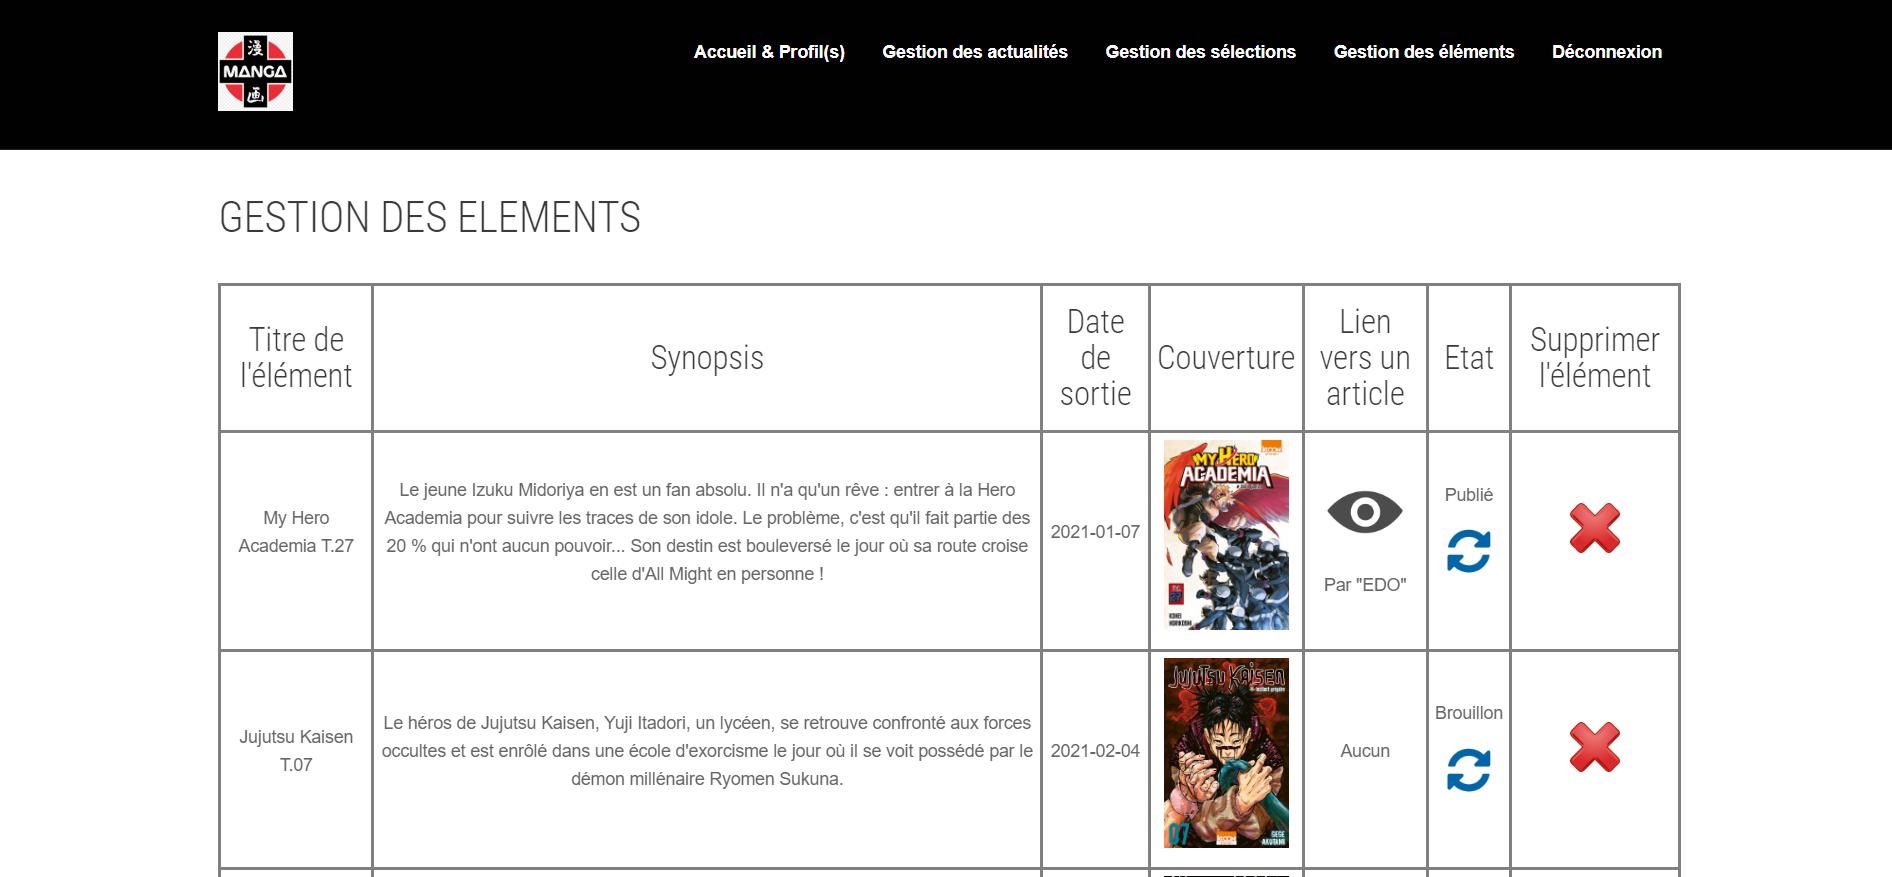 漫
MANGA
画
Accueil & Profil(s) Gestion des actualités Gestion des sélections Gestion des éléments Déconnexion
GESTION DES ELEMENTS
Titre de
l'élément
Synopsis
Date
de
sortie
Couverture
Lien
vers un
article
Etat
Supprimer
l'élément
My Hero
Academia T.27
Le jeune Izuku Midoriya en est un fan absolu. Il n'a qu'un rêve : entrer à la Hero
Academia pour suivre les traces de son idole. Le problème, c'est qu'il fait partie des
20 % qui n'ont aucun pouvoir... Son destin est bouleversé le jour où sa route croise
celle d'All Might en personne !
2021-01-07
MY HERO
ACADEMIA
27
KOHEI
HORIKOSHI
Par "EDO"
Publié
Jujutsu Kaisen
T.07
Le héros de Jujutsu Kaisen, Yuji Itadori, un lycéen, se retrouve confronté aux forces
occultes et est enrôlé dans une école d'exorcisme le jour où il se voit possédé par le
démon millénaire Ryomen Sukuna.
2021-02-04
JUJUTSU KAISEN
07
GEGE
AKUTAMI
Aucun
Brouillon